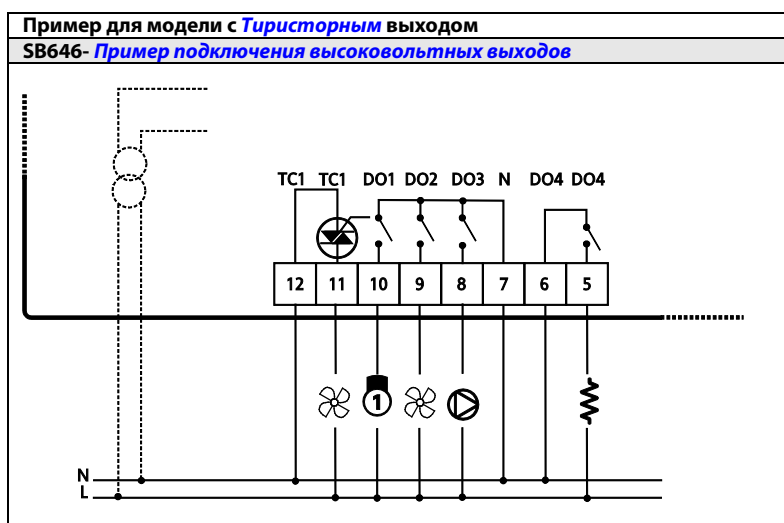 Пример для модели с Тиристорным выходом
SB646- Пример подключения высоковольтных выходов
TC1 TC1 DO1 DO2 DO3 N DO4 DO4
12 11 10 9 8 7 6 5
1
N
L